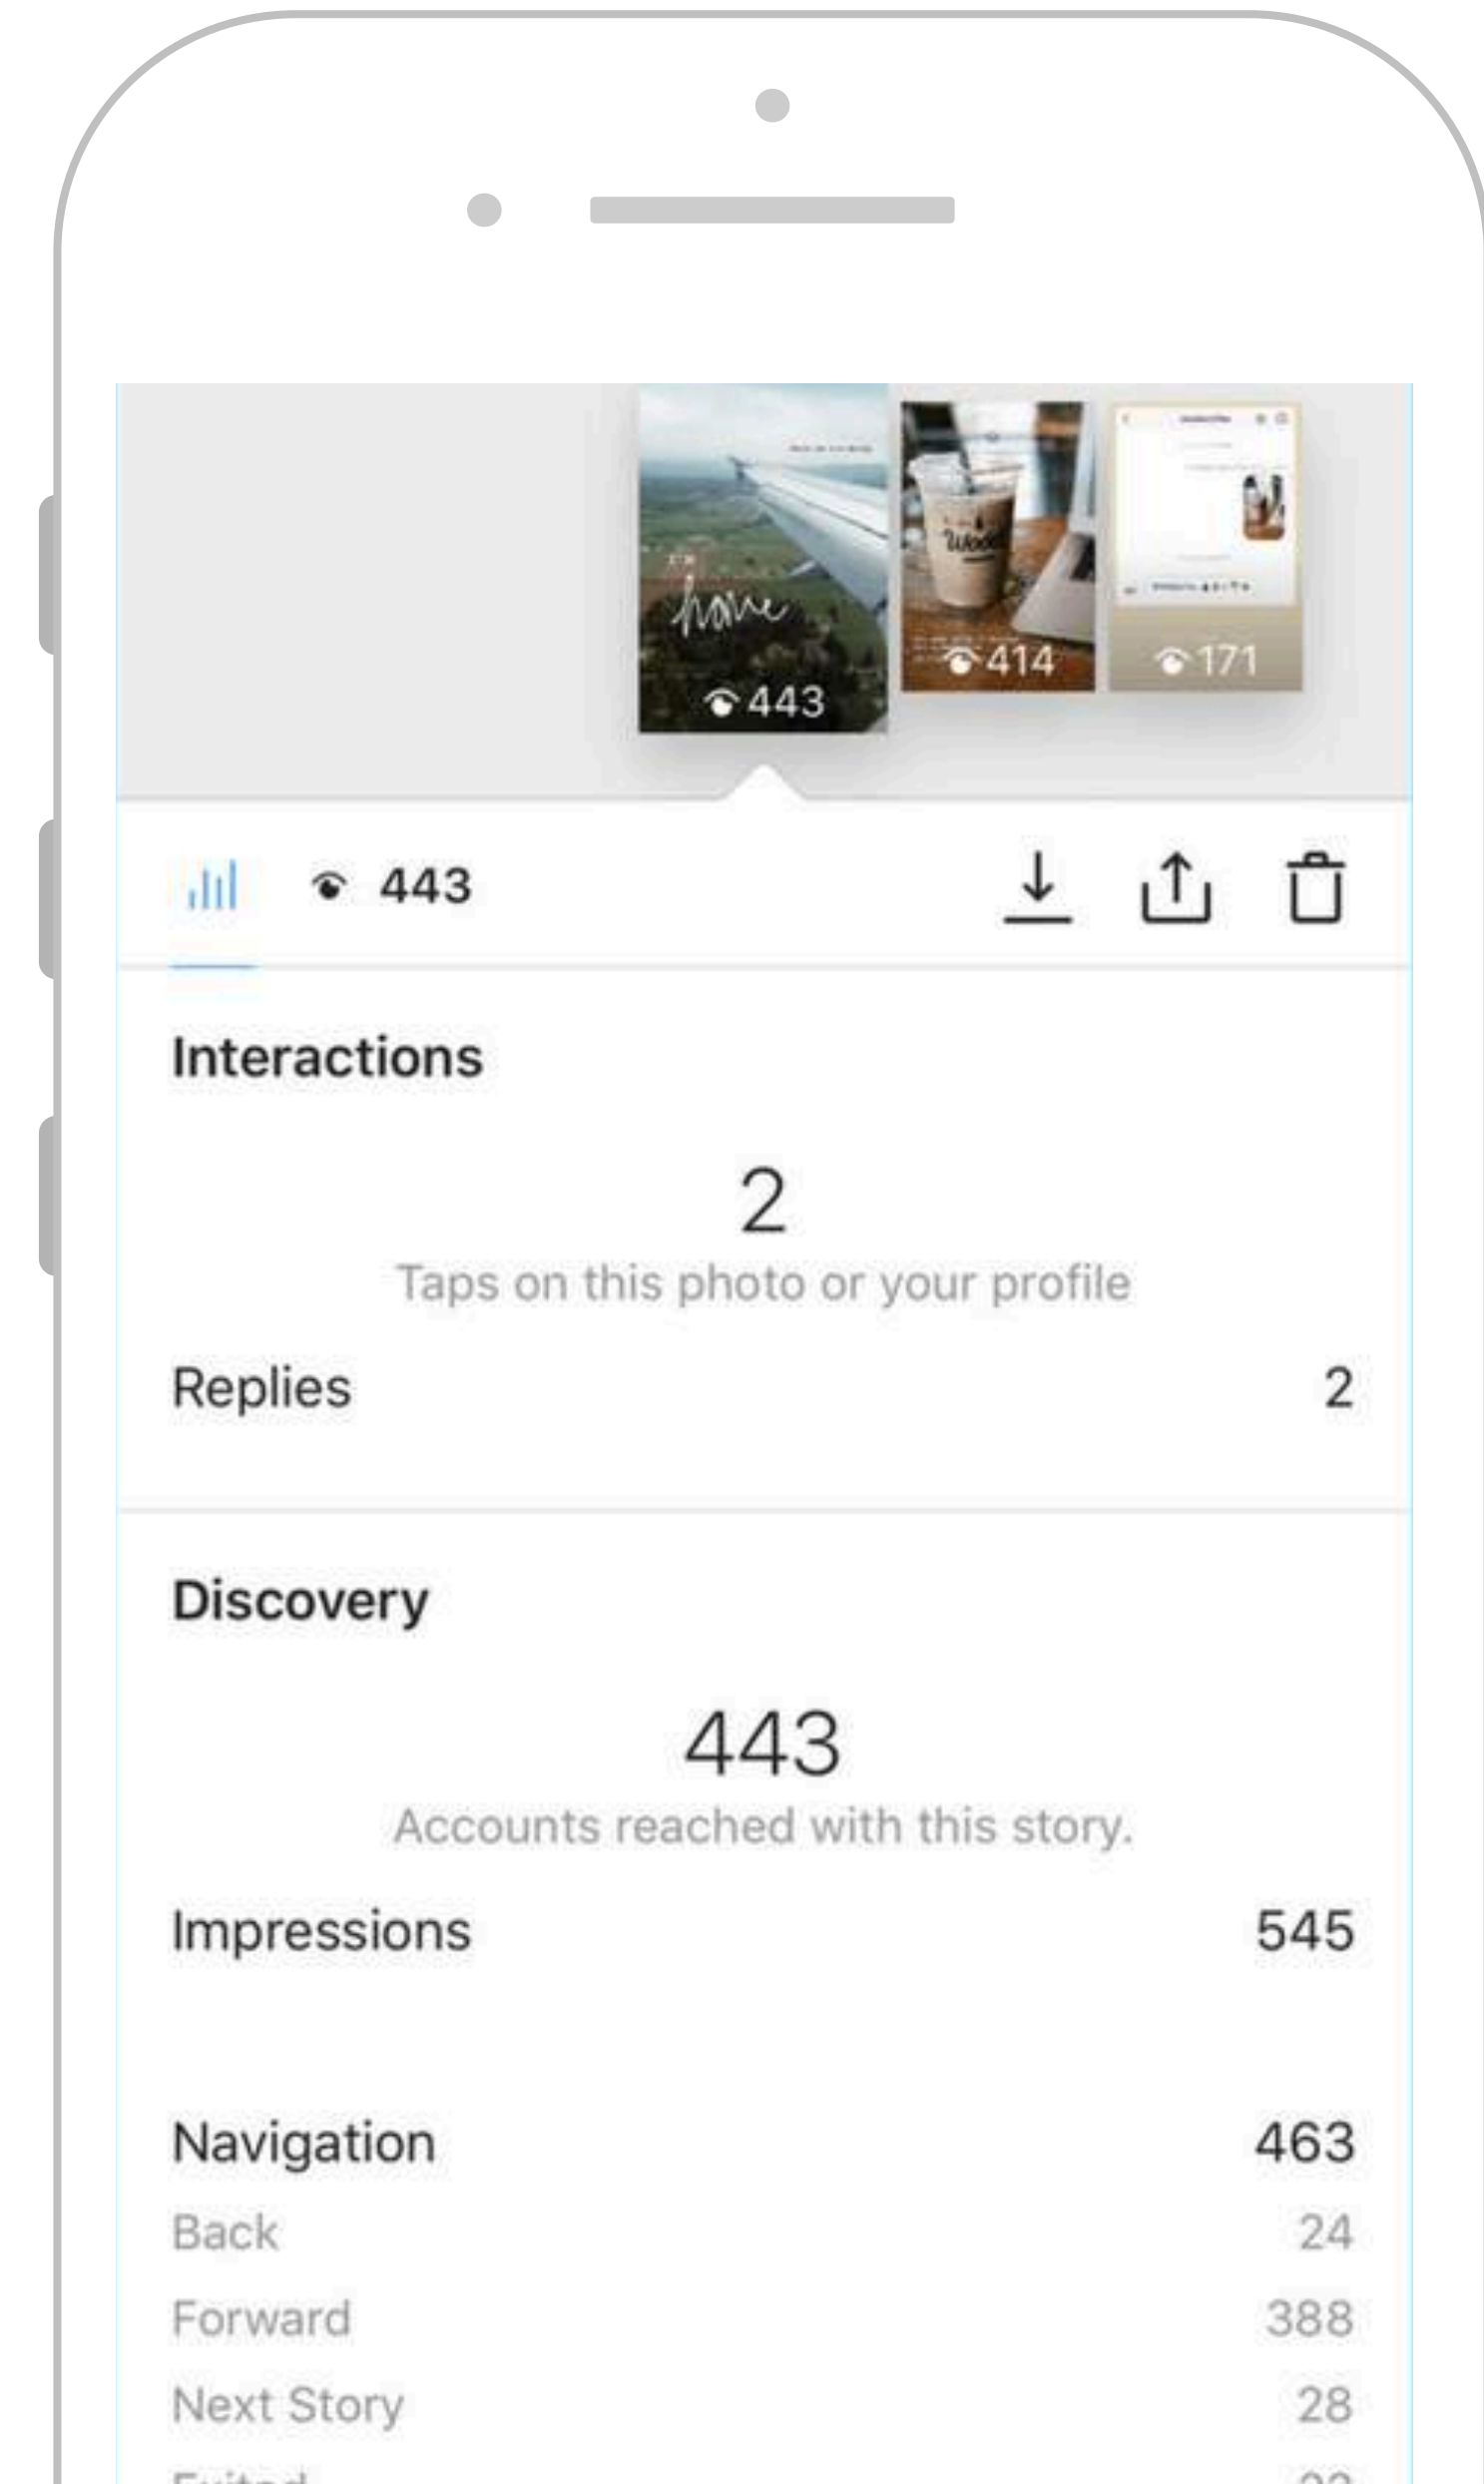 home
443
414
171
443
Interactions
2
Taps on this photo or your profile
Replies 2
Discovery
443
Accounts reached with this story.
Impressions 545
Navigation 463
Back 24
Forward 388
Next Story 28